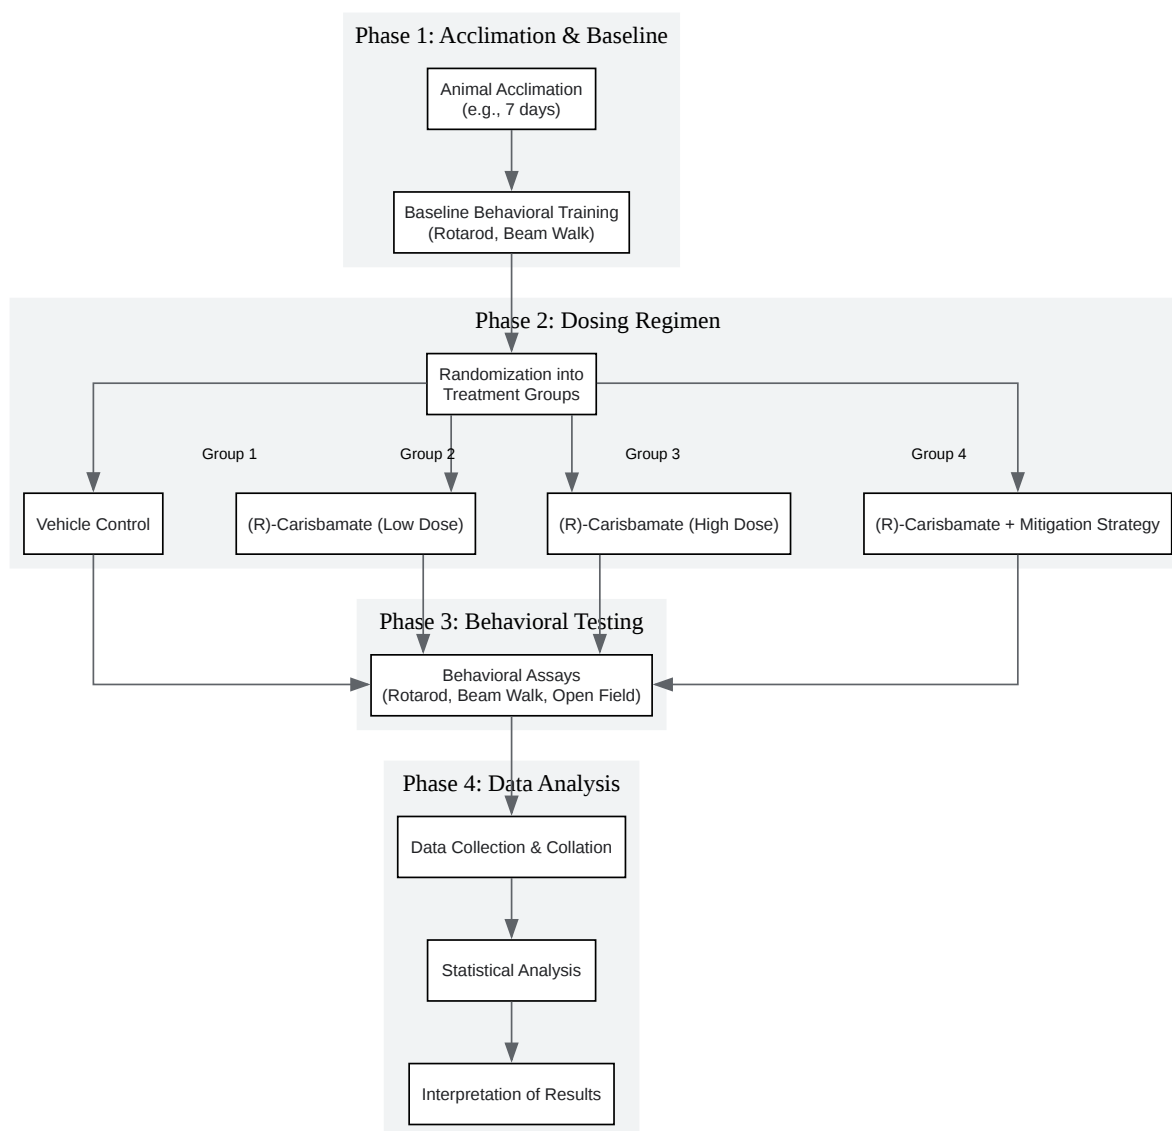 Phase 1: Acclimation & Baseline
Animal Acclimation
(e.g., 7 days)
Baseline Behavioral Training
(Rotarod, Beam Walk)
Phase 2: Dosing Regimen
Randomization into
Treatment Groups
Group 1
Group 2
Group 3
Group 4
Vehicle Control
(R)-Carisbamate (Low Dose)
(R)-Carisbamate (High Dose)
(R)-Carisbamate + Mitigation Strategy
Phase 3: Behavioral Testing
Behavioral Assays
(Rotarod, Beam Walk, Open Field)
Phase 4: Data Analysis
Data Collection & Collation
Statistical Analysis
Interpretation of Results